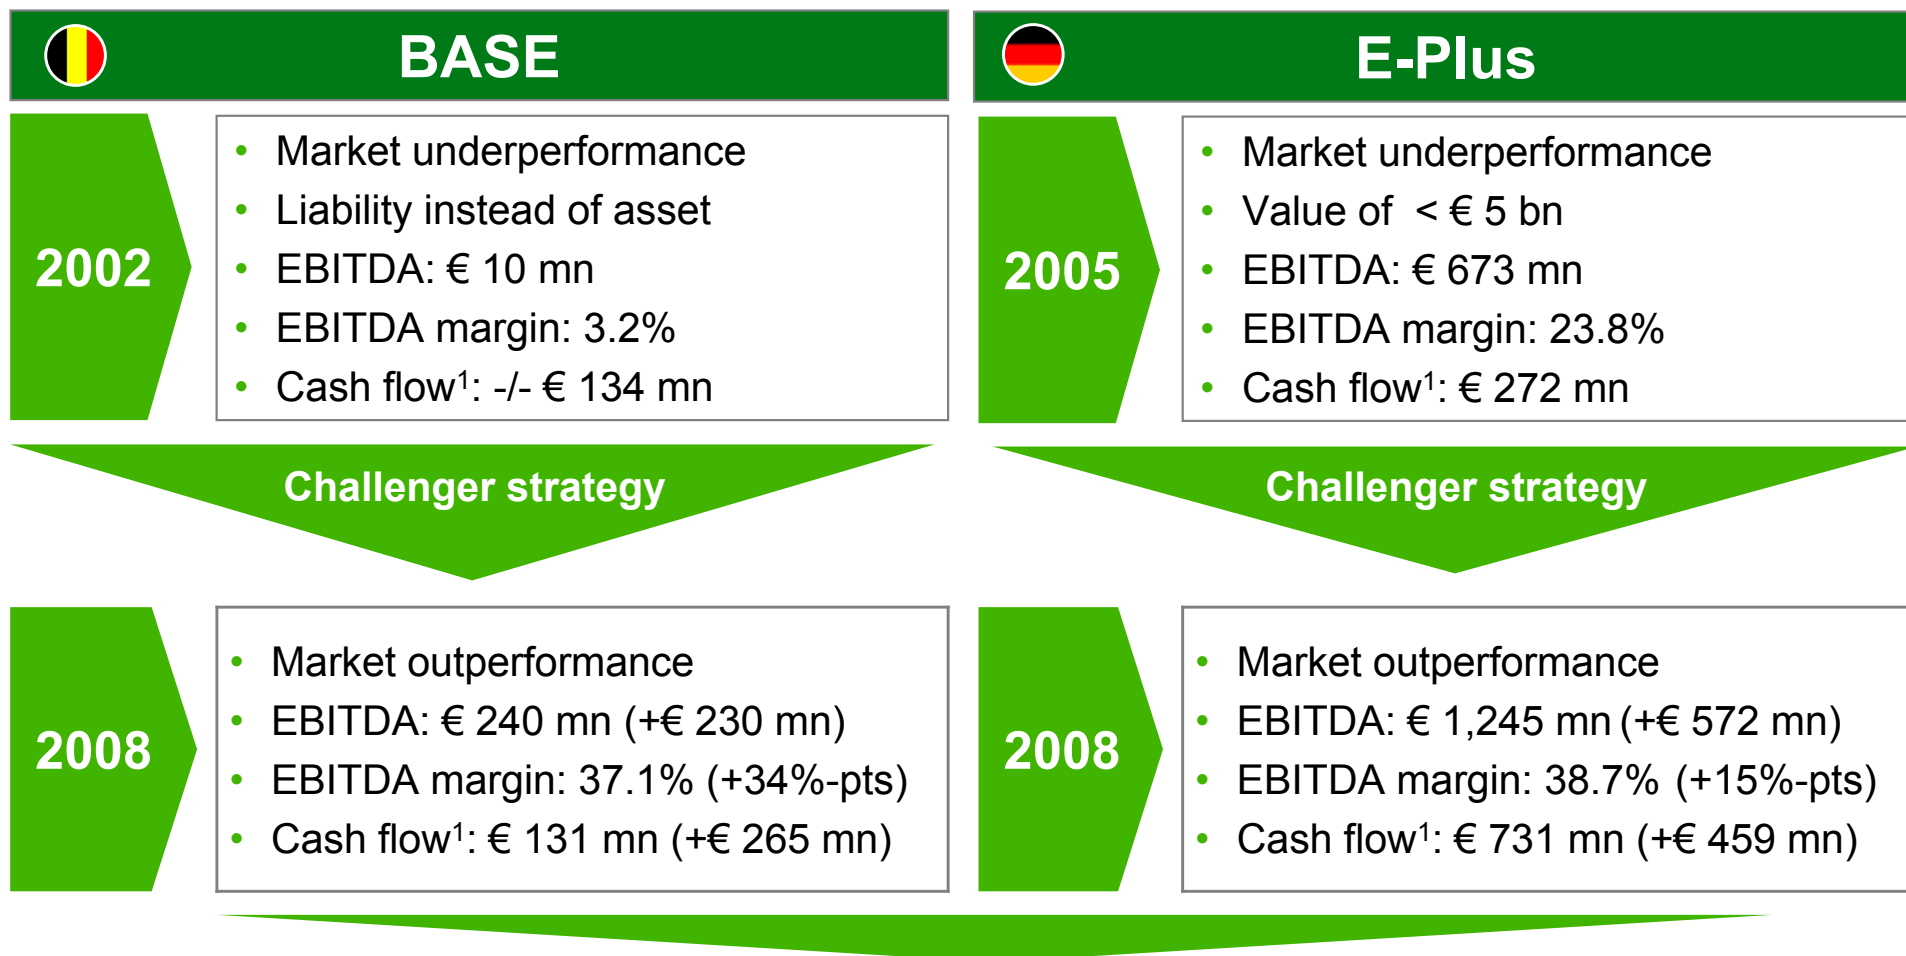 BASE
2002
• Market underperformance
• Liability instead of asset
• EBITDA: € 10 mn
• EBITDA margin: 3.2%
• Cash flow¹: -/- € 134 mn
Challenger strategy
2008
• Market outperformance
• EBITDA: € 240 mn (+€ 230 mn)
• EBITDA margin: 37.1% (+34%-pts)
• Cash flow¹: € 131 mn (+€ 265 mn)
E-Plus
2005
• Market underperformance
• Value of < € 5 bn
• EBITDA: € 673 mn
• EBITDA margin: 23.8%
• Cash flow¹: € 272 mn
Challenger strategy
2008
• Market outperformance
• EBITDA: € 1,245 mn (+€ 572 mn)
• EBITDA margin: 38.7% (+15%-pts)
• Cash flow¹: € 731 mn (+€ 459 mn)